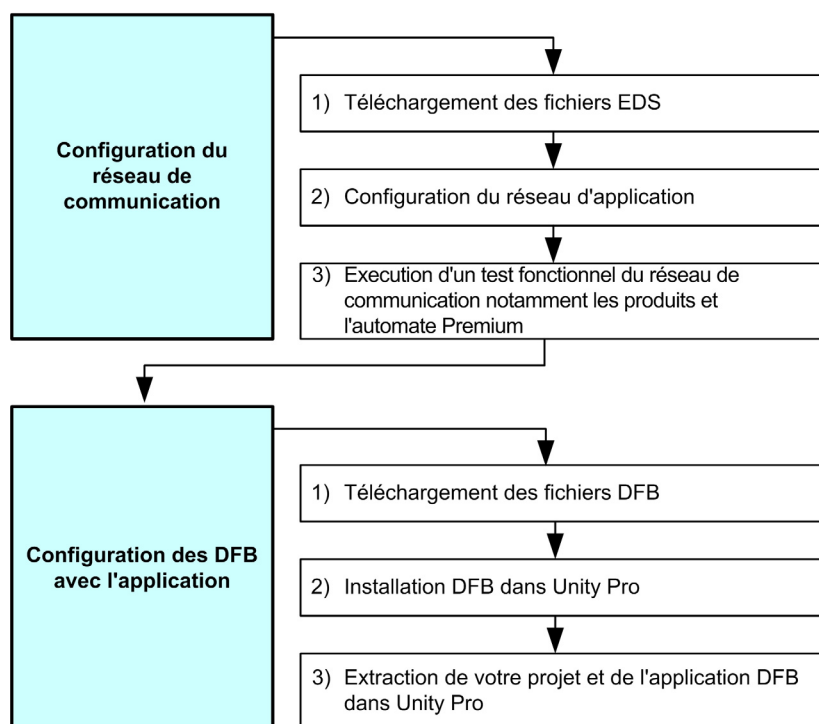 Configuration du
réseau de
communication
1) Téléchargement des fichiers EDS
2) Configuration du réseau d'application
3) Execution d'un test fonctionnel du réseau de
communication notamment les produits et
l'automate Premium
Configuration des DFB
avec l'application
1) Téléchargement des fichiers DFB
2) Installation DFB dans Unity Pro
3) Extraction de votre projet et de l'application DFB
dans Unity Pro